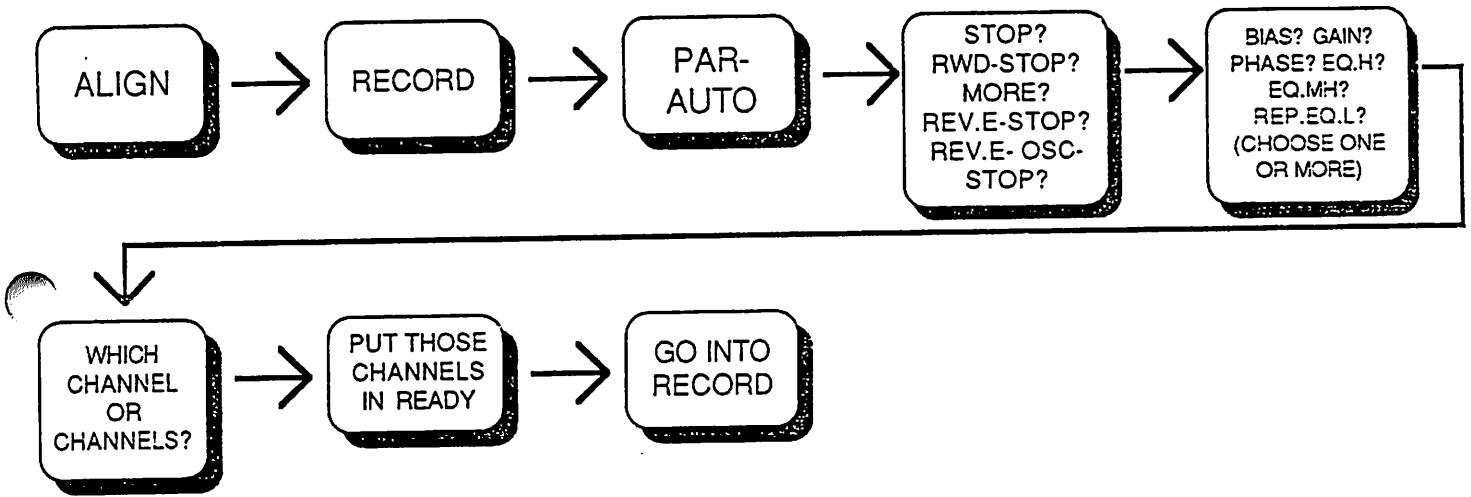 ALIGN
RECORD
PAR-
AUTO
STOP?
RWD-STOP?
MORE?
REV.E-STOP?
REV.E- OSC-
STOP?
BIAS? GAIN?
PHASE? EQ.H?
EQ.MH?
REP.EQ.L?
(CHOOSE ONE
OR MORE)
WHICH
CHANNEL
OR
CHANNELS?
PUT THOSE
CHANNELS
IN READY
GO INTO
RECORD